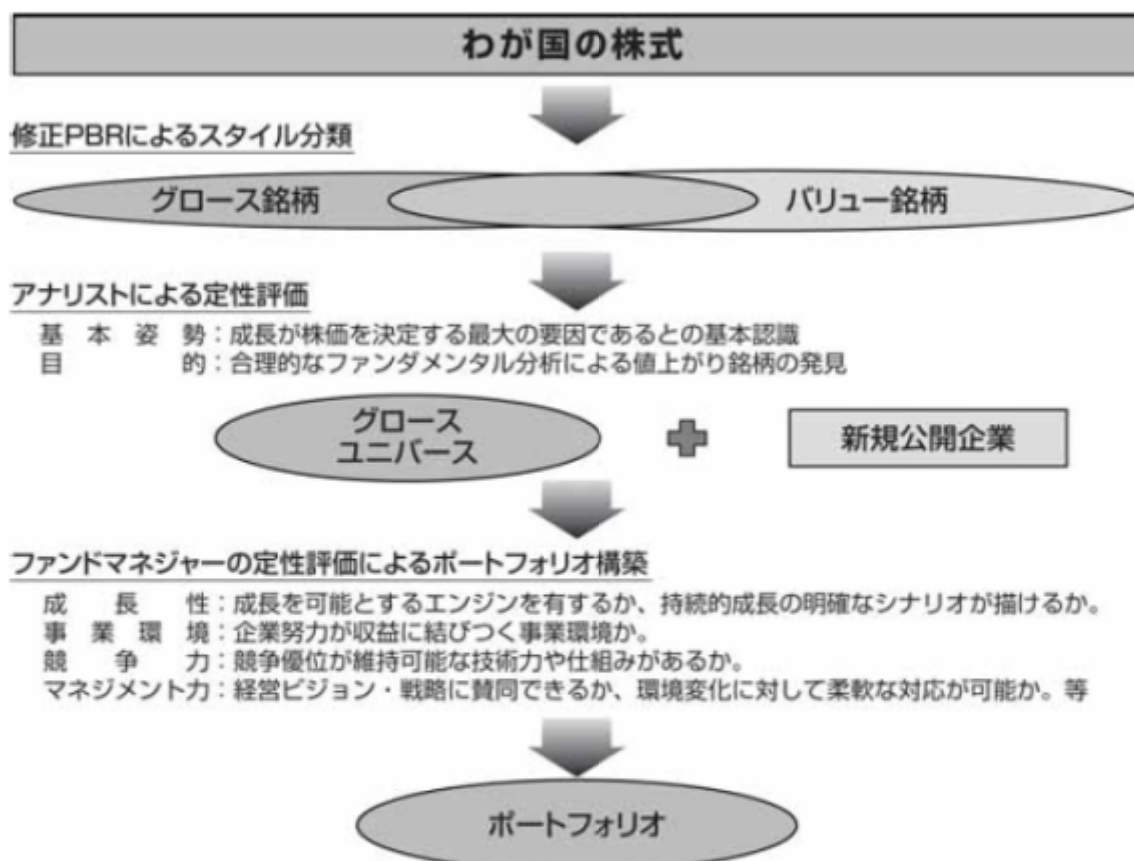 わが国の株式
修正PBRによるスタイル分類
グロース銘柄
バリュー銘柄
アナリストによる定性評価
基本姿勢：成長が株価を決定する最大の要因であるとの基本認識
目的：合理的なファンダメンタル分析による値上がり銘柄の発見
グロース
ユニバース
新規公開企業
ファンドマネジャーの定性評価によるポートフォリオ構築
成長性：成長を可能とするエンジンを有するか、持続的成長の明確なシナリオが描けるか。
事業環境：企業努力が収益に結びつく事業環境か。
競争力：競争優位が維持可能な技術力や仕組みがあるか。
マネジメント力：経営ビジョン・戦略に賛同できるか、環境変化に対して柔軟な対応が可能か。等
ポートフォリオ